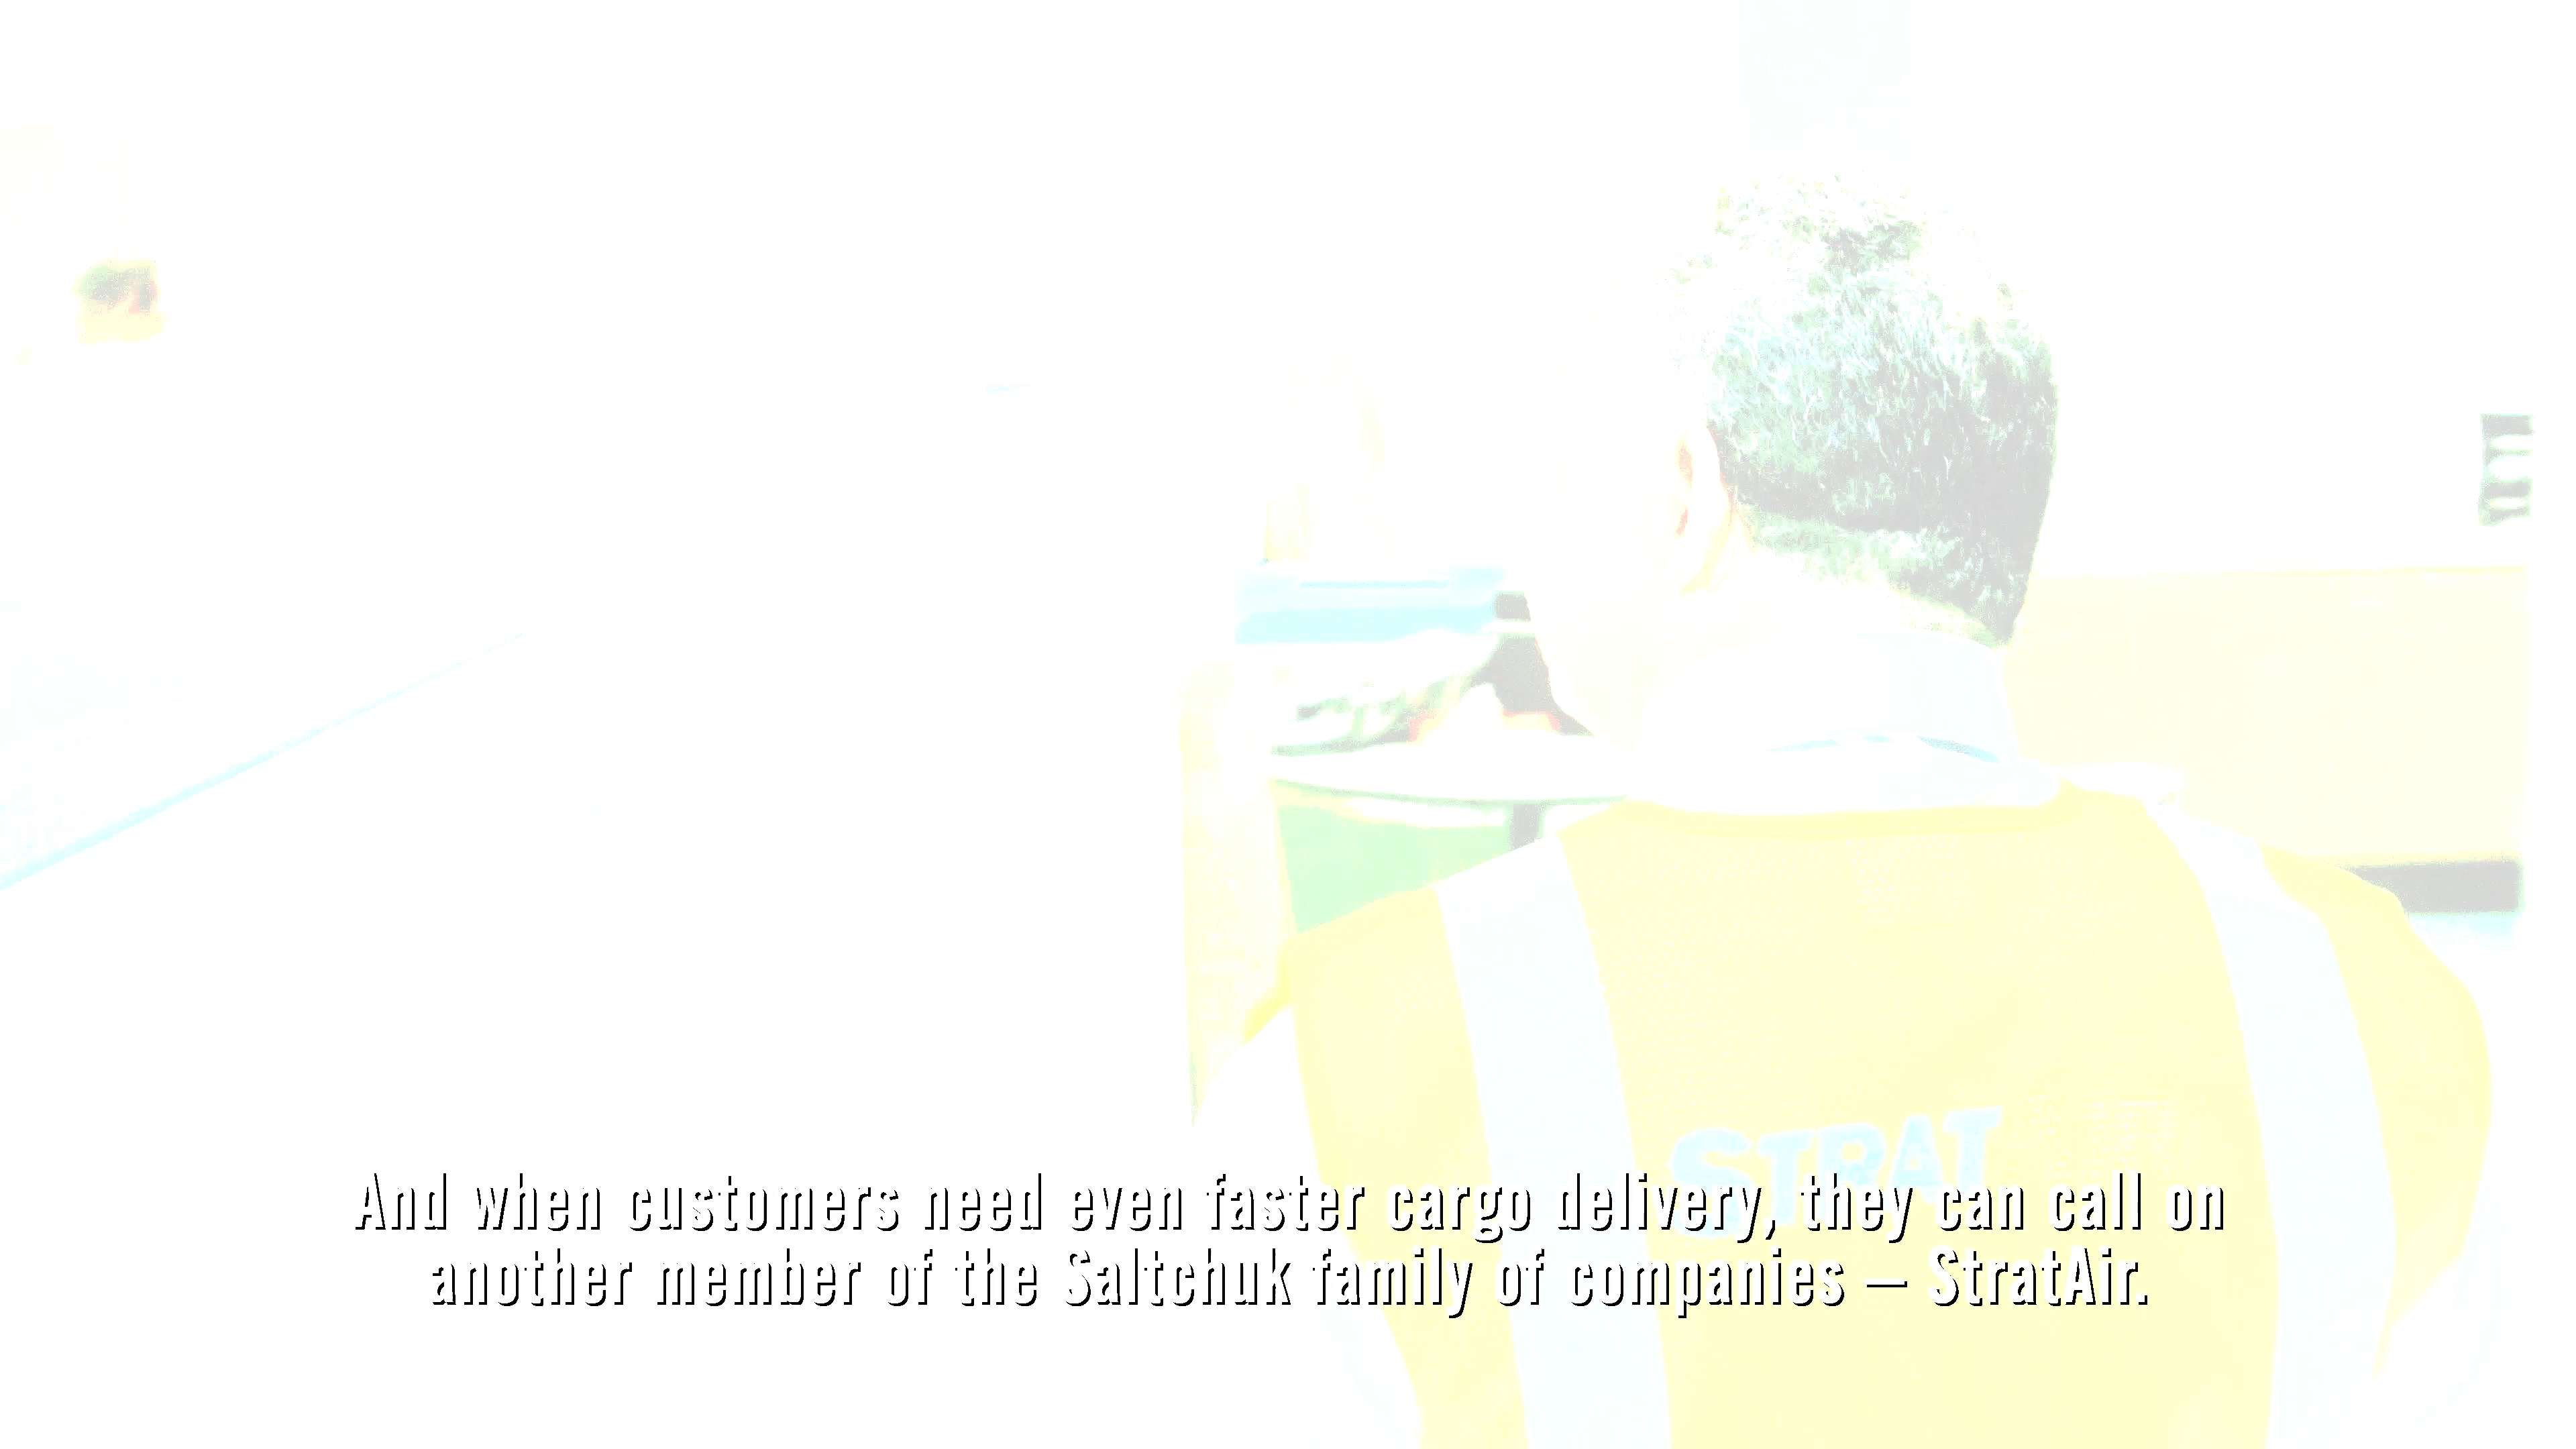 STRAT
And when customers need even faster cargo delivery, they can call on
another member of the Saltchuk family of companies – StratAir.